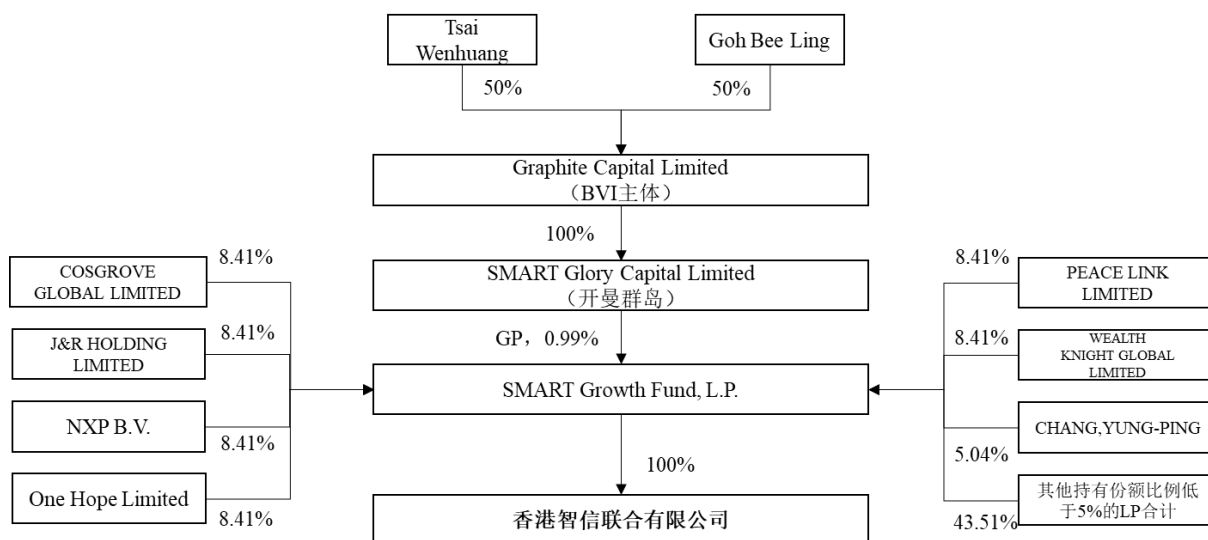 Tsai
Wenhuang
Goh Bee Ling
50%
50%
Graphite Capital Limited
（BVI主体）
100%
SMART Glory Capital Limited
（开曼群岛）
GP，0.99%
SMART Growth Fund, L.P.
100%
香港智信联合有限公司
8.41%
COSGROVE
GLOBAL LIMITED
8.41%
J&R HOLDING
LIMITED
NXP B.V.
8.41%
One Hope Limited
8.41%
8.41%
PEACE LINK
LIMITED
8.41%
WEALTH
KNIGHT GLOBAL
LIMITED
CHANG,YUNG-PING
5.04%
其他持有份额比例低
于5%的LP合计
43.51%